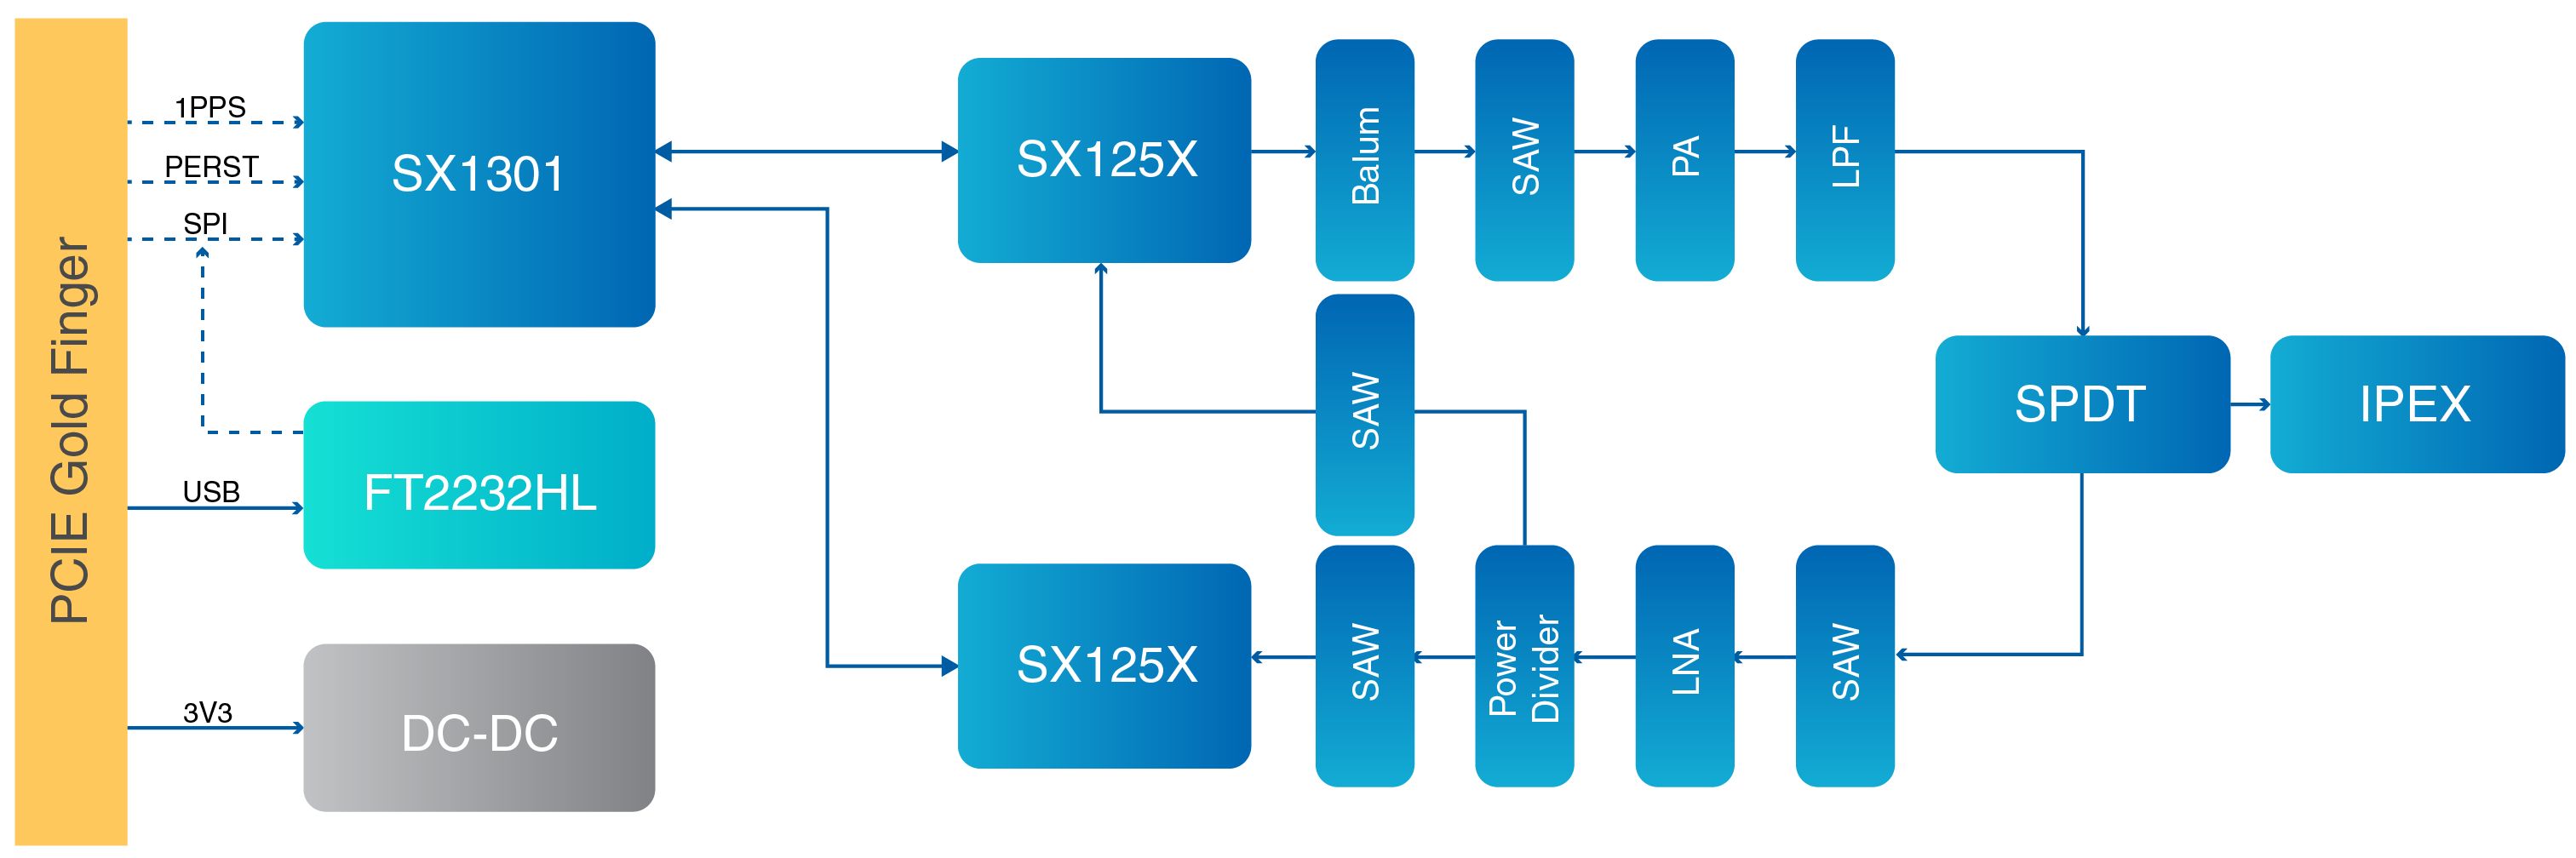 PCIE Gold Finger
1PPS
PERST
SPI
USB
3V3
SX1301
FT2232HL
DC-DC
SX125X
Balum
SAW
PA
LPF
SAW
SPDT
IPEX
SX125X
SAW
Power
Divider
LNA
SAW